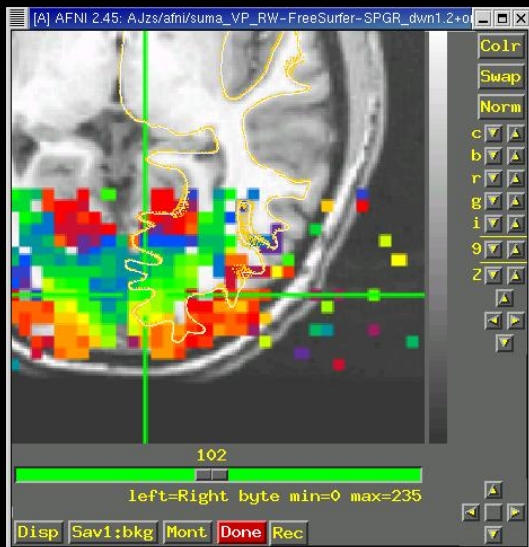 [A] AFNI 2.45: AJzs/afni/suma_VP_RW-FreeSurfer-SPGR_dwn1.2+or
Colr
Swap
Norm
c
b
r
g
i
9
Z
102
left=Right byte min=0 max=235
Disp Sav1:bkg Mont Done Rec